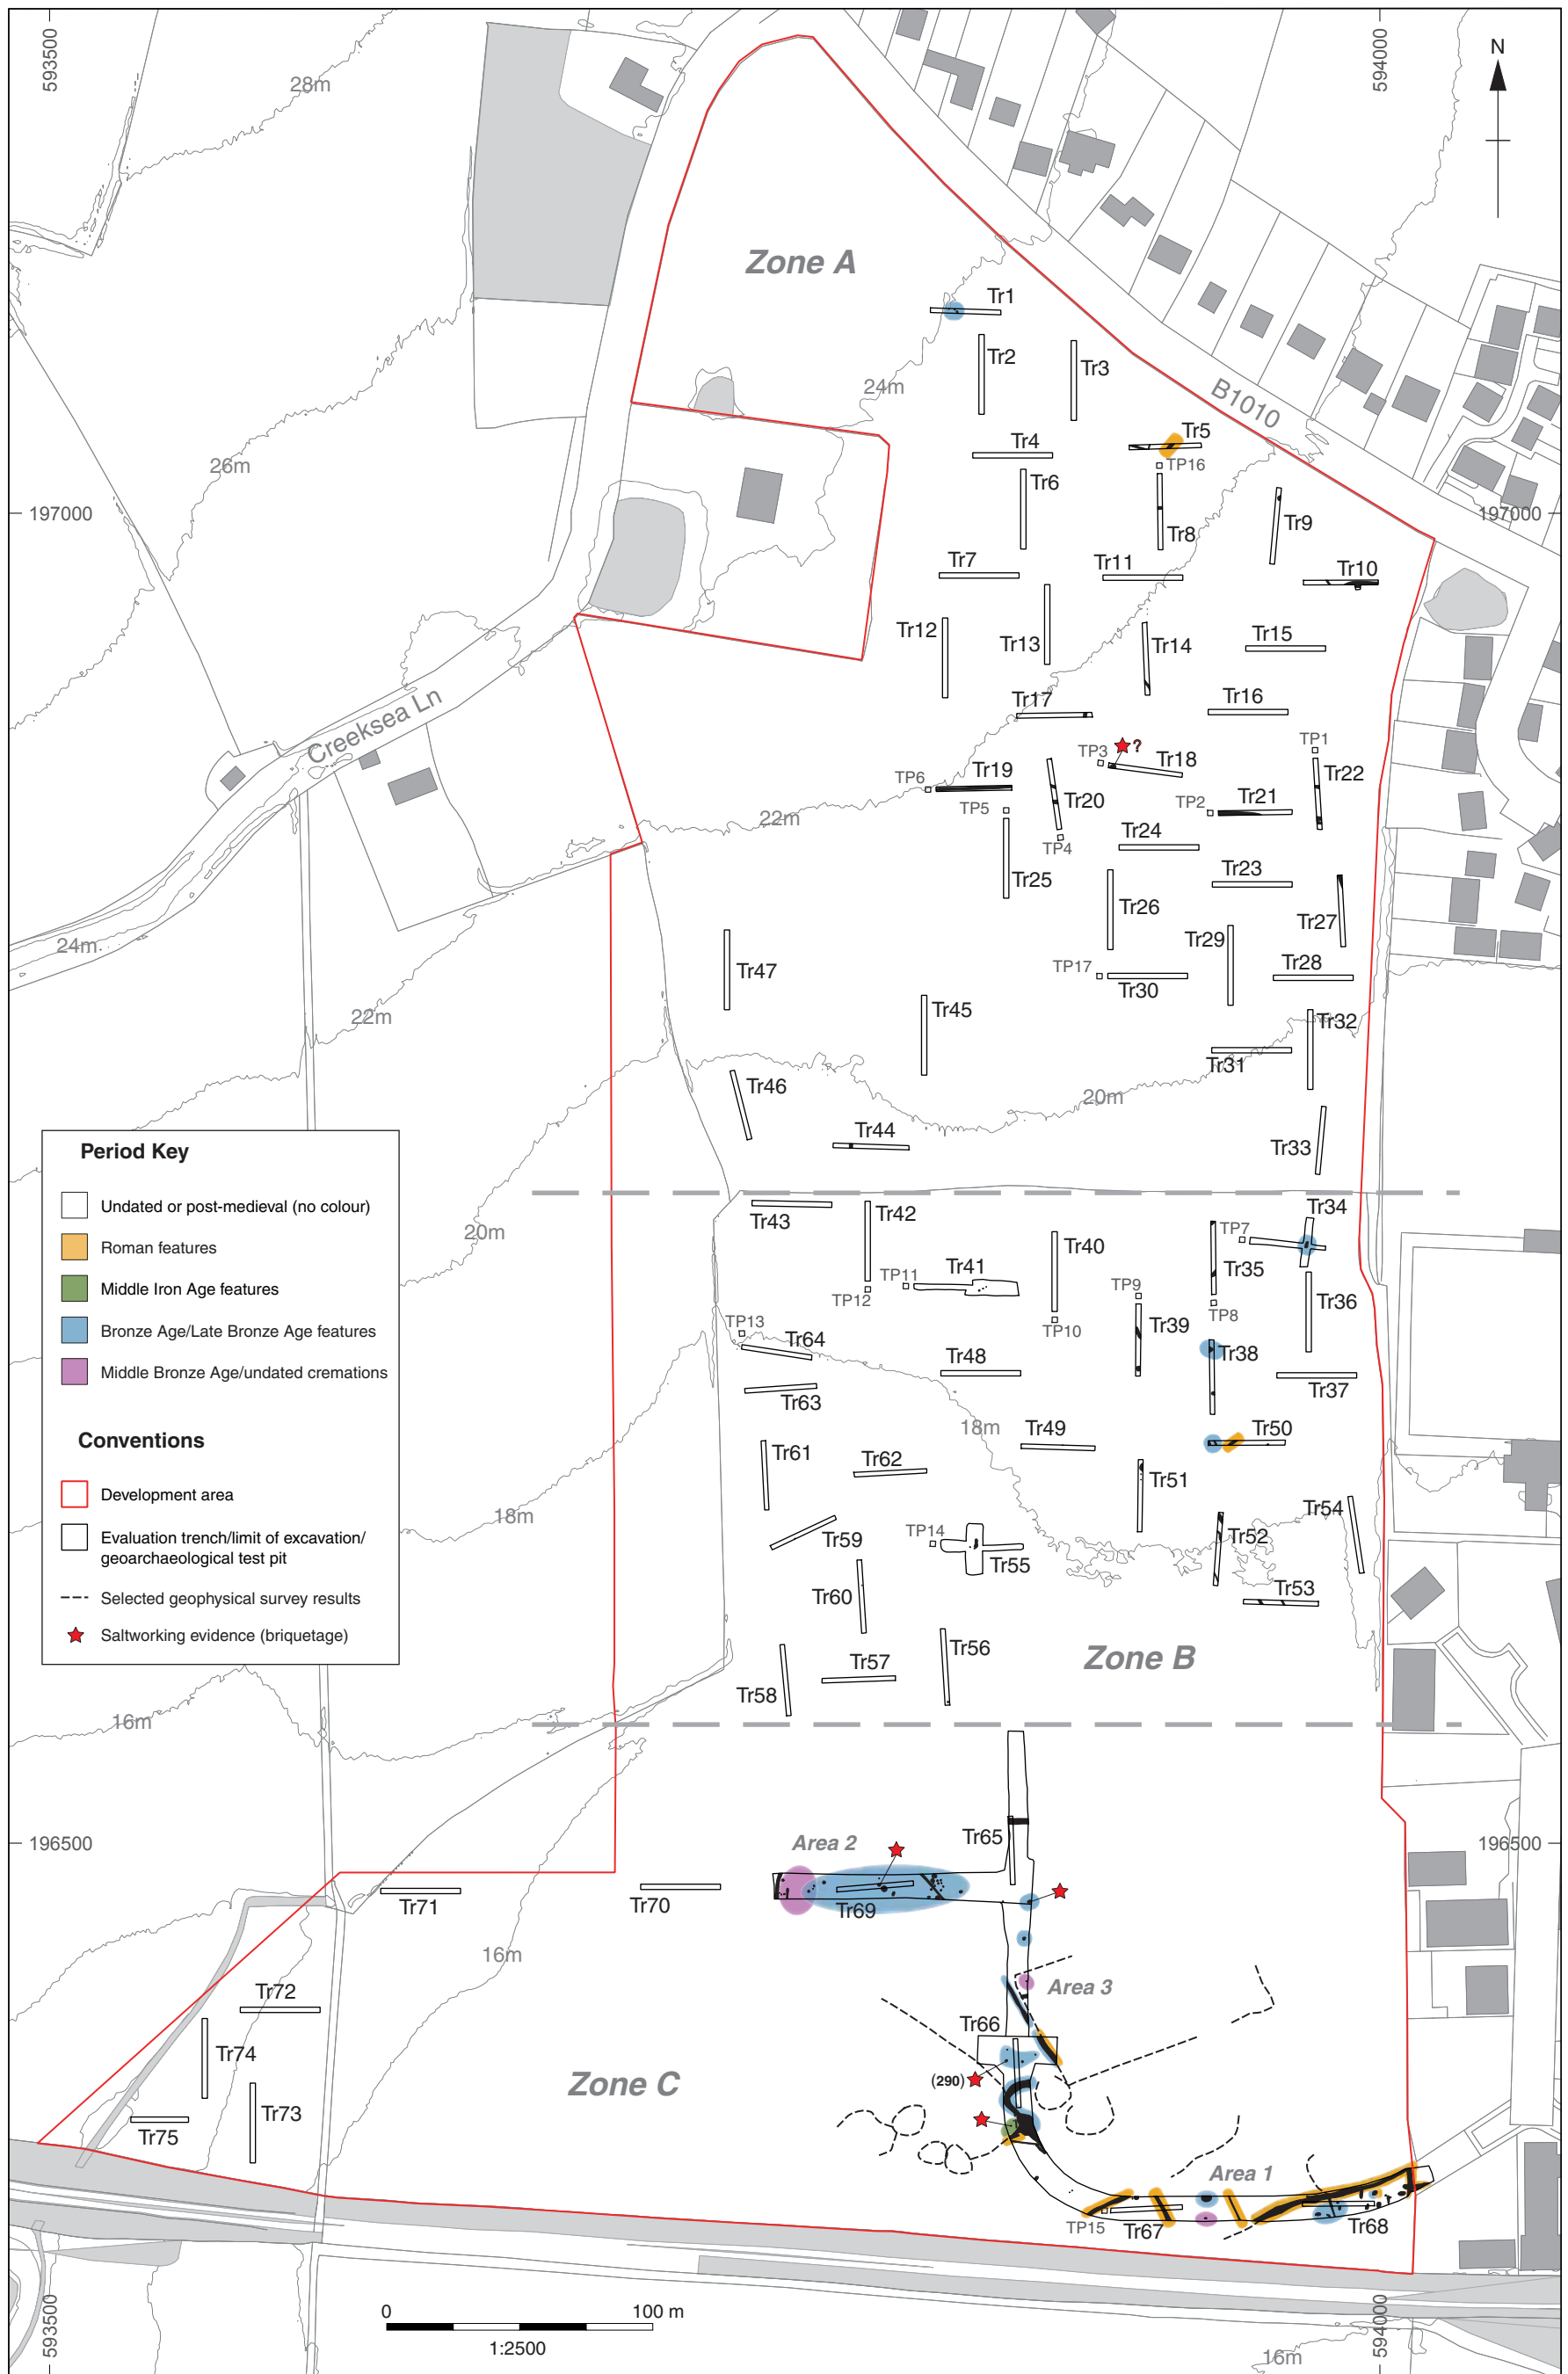 593500
594000
N
28m
Zone A
Tr1
Tr2
Tr3
24m
B1010
Tr5
Tr4
TP16
26m
Tr6
197000
197000
Tr9
Tr8
Tr7
Tr11
Tr10
Tr12
Tr13
Tr14
Tr15
Tr17
Tr16
Creeksea Ln
TP3
?
Tr18
TP1
TP6
Tr19
Tr22
TP5
Tr20
TP2
Tr21
22m
TP4
Tr24
Tr25
Tr23
Tr26
Tr27
24m
Tr29
Tr47
TP17
Tr30
Tr28
22m
Tr45
Tr32
Tr31
Tr46
20m
Tr44
Tr33
Period Key
Undated or post-medieval (no colour)
Roman features
Middle Iron Age features
Bronze Age/Late Bronze Age features
Middle Bronze Age/undated cremations
Conventions
Development area
Evaluation trench/limit of excavation/
geoarchaeological test pit
Selected geophysical survey results
Saltworking evidence (briquetage)
Tr43
Tr42
Tr34
20m
TP7
Tr40
Tr41
TP11
Tr35
TP12
TP9
Tr36
TP8
TP13
TP10
Tr39
Tr64
Tr38
Tr48
Tr37
Tr63
18m
Tr49
Tr50
Tr61
Tr62
Tr51
18m
Tr54
TP14
Tr52
Tr59
Tr55
Tr60
Tr53
Tr56
Zone B
Tr57
Tr58
16m
196500
Area 2
Tr65
196500
Tr71
Tr70
Tr69
16m
Area 3
Tr72
Tr66
Tr74
Zone C
(290)
Tr73
Tr75
Area 1
TP15
Tr67
Tr68
0
100 m
1:2500
593500
594000
16m